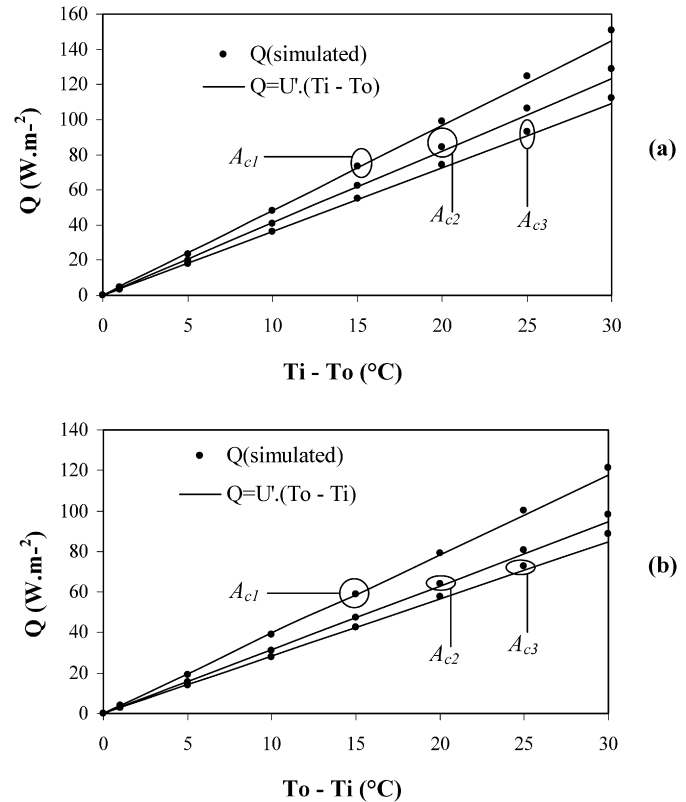 160
140
120
100
80
60
40
20
0
Q (W.m-²)
Q(simulated)
Q=U'.(Ti - To)
Ac1
Ac2
Ac3
(a)
0 5 10 15 20 25 30
Ti - To (°C)
140
120
100
80
60
40
20
0
Q (W.m-²)
Q(simulated)
Q=U'.(To - Ti)
Ac1
Ac2
Ac3
(b)
0 5 10 15 20 25 30
To - Ti (°C)